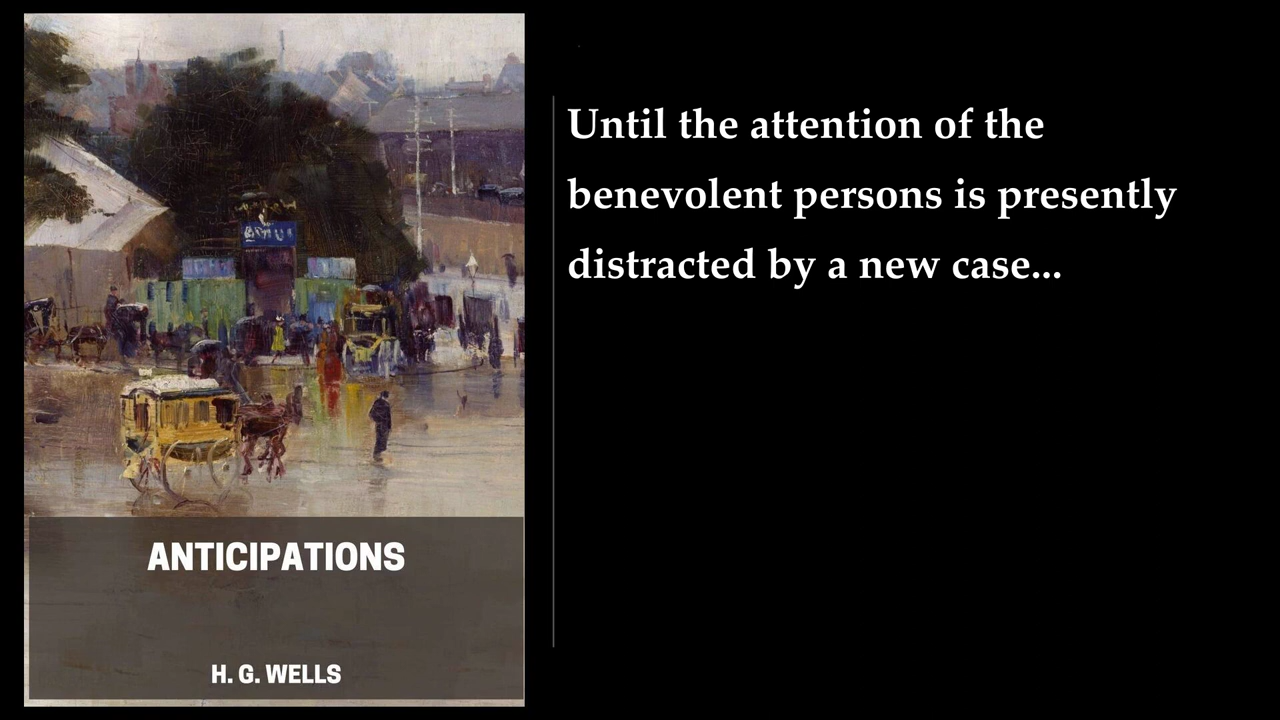 ANTICIPATIONS
H. G. WELLS
Until the attention of the
benevolent persons is presently
distracted by a new case...